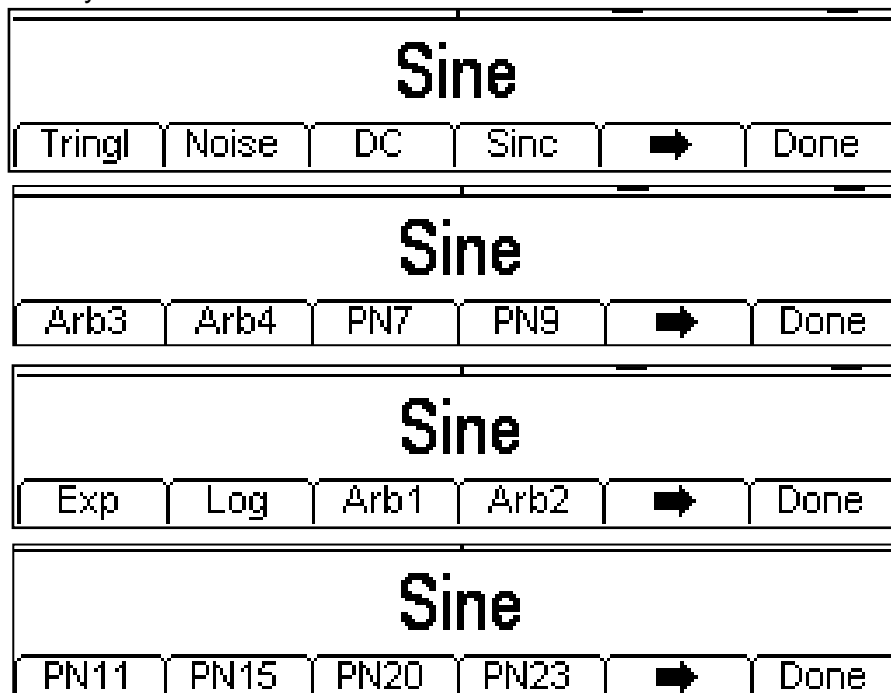 Sine
Tringl Noise DC Sinc ➡ Done
Sine
Arb3 Arb4 PN7 PN9 ➡ Done
Sine
Exp Log Arb1 Arb2 ➡ Done
Sine
PN11 PN15 PN20 PN23 ➡ Done